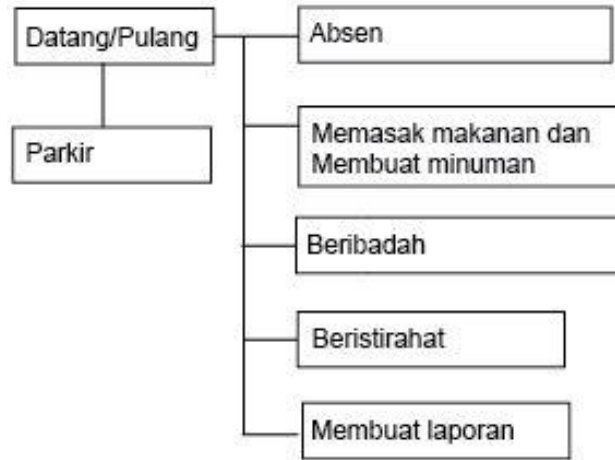 Datang/Pulang
Absen
Parkir
Memasak makanan dan
Membuat minuman
Beribadah
Beristirahat
Membuat laporan